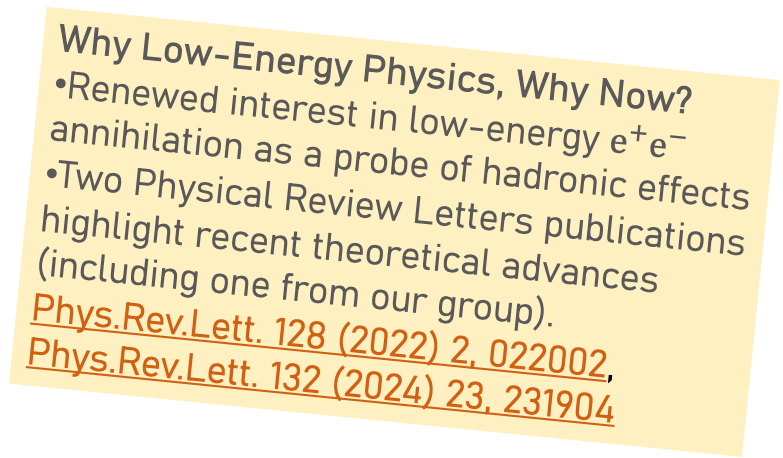 Why Low-Energy Physics, Why Now?
•Renewed interest in low-energy e⁺e⁻
annihilation as a probe of hadronic effects
•Two Physical Review Letters publications
highlight recent theoretical advances
(including one from our group).
Phys.Rev.Lett. 128 (2022) 2, 022002,
Phys.Rev.Lett. 132 (2024) 23, 231904